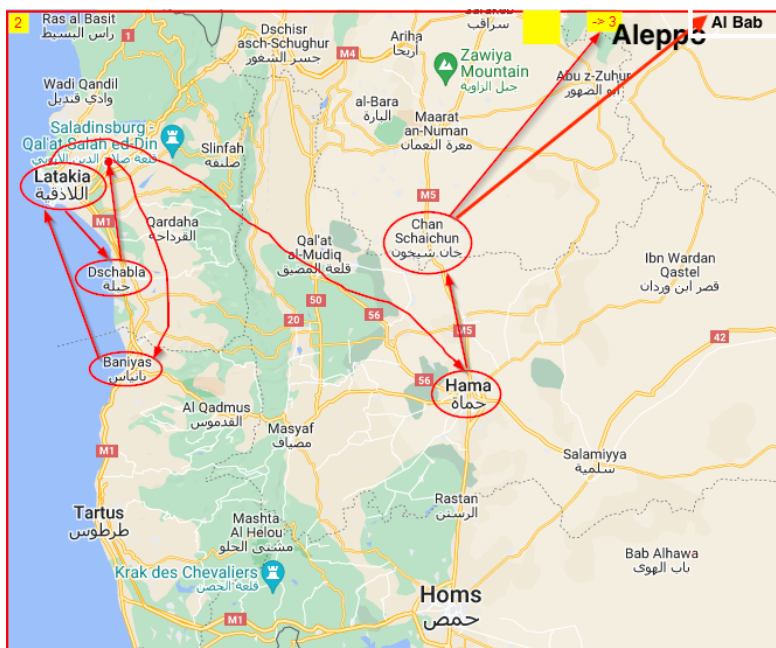 2
Ras al Basit
راس البسيط
1
Dschisr
asch-Schughur
جسر الشغور
Ariha
أريحا
سراقب
-> 3
Aleppo
Al Bab
M4
Zawiya
Mountain
جبل الزاوية
Abu z-Zuhur
أبو الضهور
Wadi Qandil
وادي قنديل
al-Bara
البارة
Maarat
an-Numan
معرة النعمان
Saladinsburg -
Qal'at Salah ed-Din
قلعة صلاح الدين الأيوبي
Slinfah
صلنفة
Latakia
اللاذقية
M5
M1
Qardaha
القرداحة
Chan
Schaichun
خان شيخون
Qal'at
al-Mudiq
قلعة المضيق
Ibn Wardan
Qastel
قصر ابن وردان
Dschabla
جبلة
50
20
56
M5
42
Baniyas
بانياس
56
Hama
حماة
Al Qadmus
القدموس
Masyaf
مصياف
M1
Salamiyya
سلمية
Rastan
الرستن
Tartus
طرطوس
Mashta
Al Helou
مشتى الحلو
Bab Alhawa
باب الهوى
Krak des Chevaliers
قلعة الحصن
Homs
حمص
M1